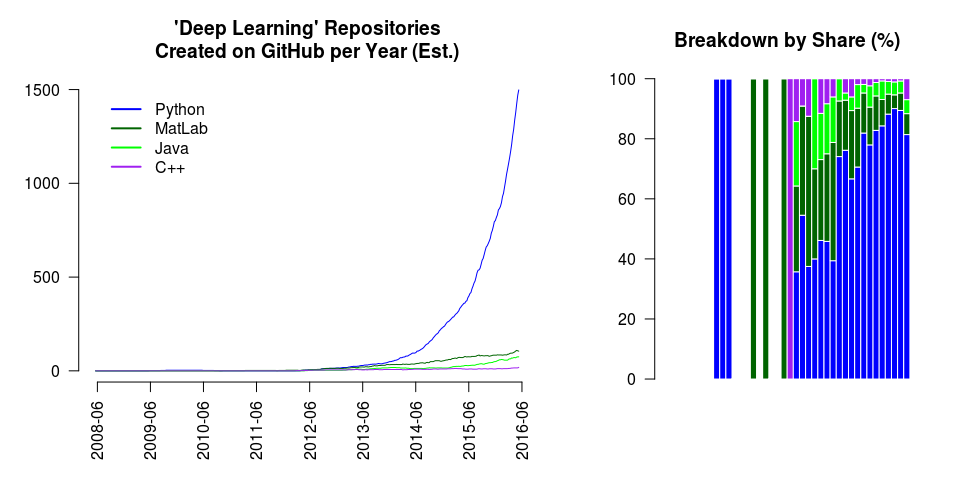 'Deep Learning' Repositories
Created on GitHub per Year (Est.)
1500
1000
500
0
Python
MatLab
Java
C++
2008-06
2009-06
2010-06
2011-06
2012-06
2013-06
2014-06
2015-06
2016-06
Breakdown by Share (%)
100
80
60
40
20
0